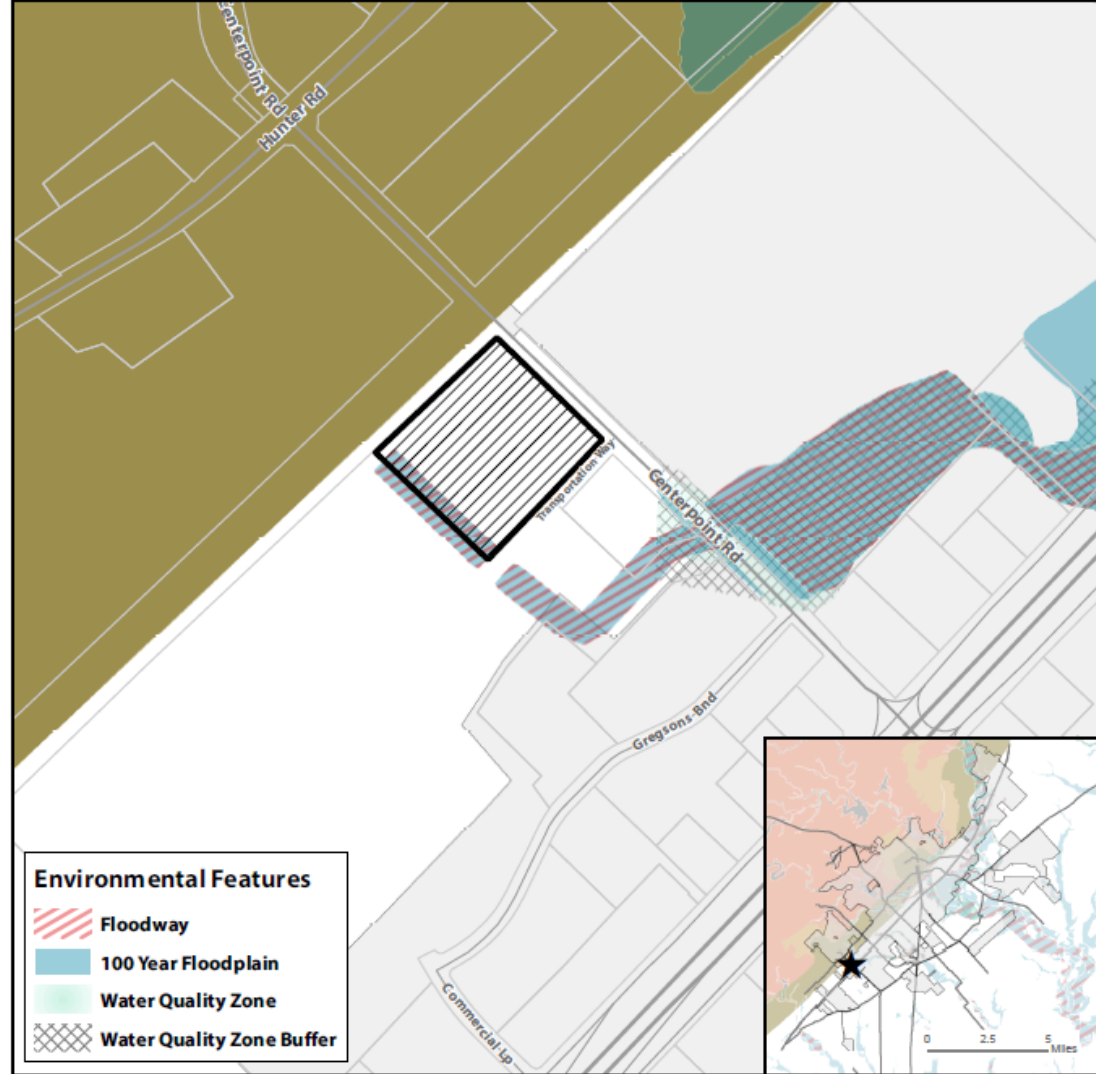 Centerpoint Rd
Hunter Rd
Transportation Way
Centerpoint Rd
Gregsons Bnd
Commercial Lp
Environmental Features
Floodway
100 Year Floodplain
Water Quality Zone
Water Quality Zone Buffer
0 2.5 5
Miles